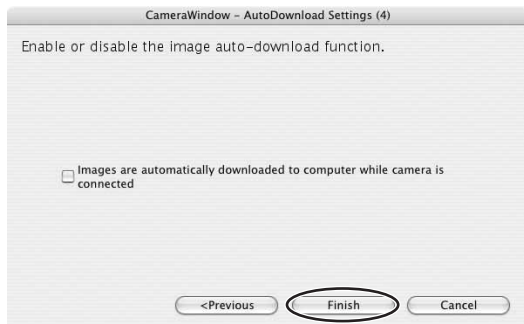 CameraWindow – AutoDownload Settings (4)
Enable or disable the image auto–download function.
Images are automatically downloaded to computer while camera is
connected
<Previous Finish Cancel